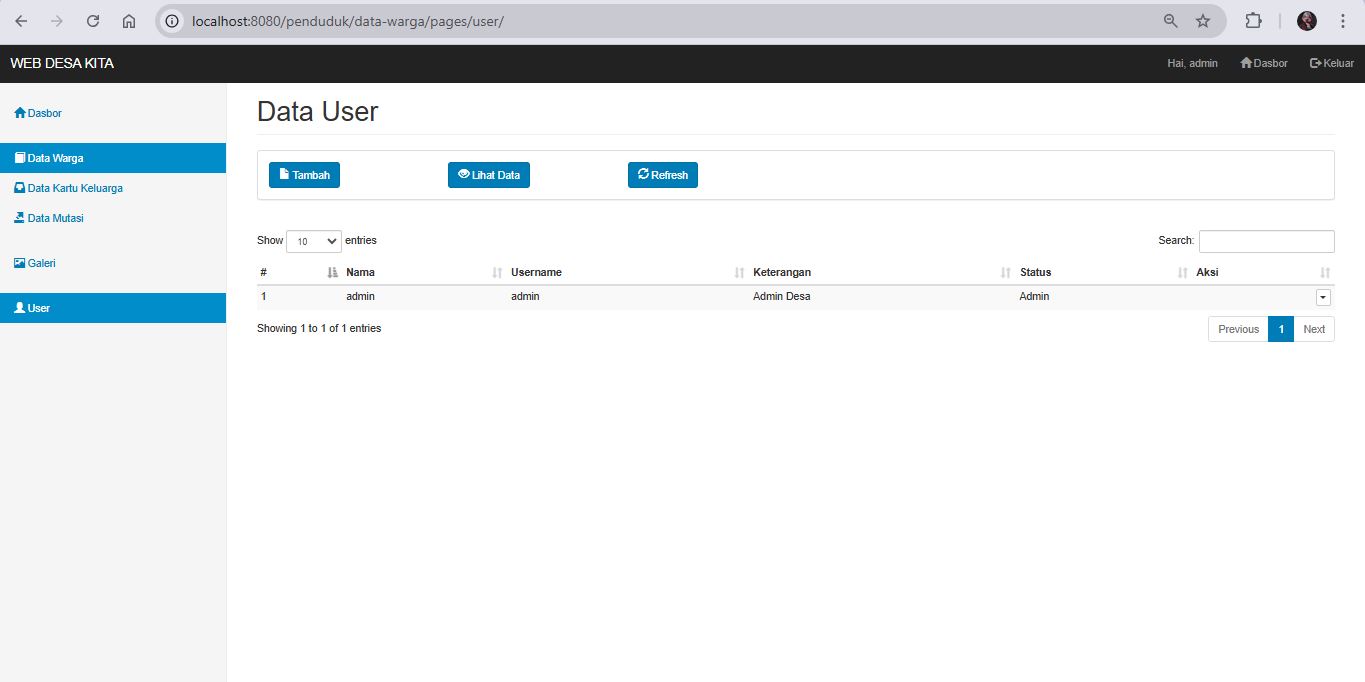 localhost:8080/penduduk/data-warga/pages/user/
WEB DESA KITA
Hai, admin Dasbor Keluar
Dasbor
Data Warga
Data Kartu Keluarga
Data Mutasi
Galeri
User
Data User
Tambah Lihat Data Refresh
Show 10 entries Search:
# Nama Username Keterangan Status Aksi
1 admin admin Admin Desa Admin
Showing 1 to 1 of 1 entries Previous 1 Next